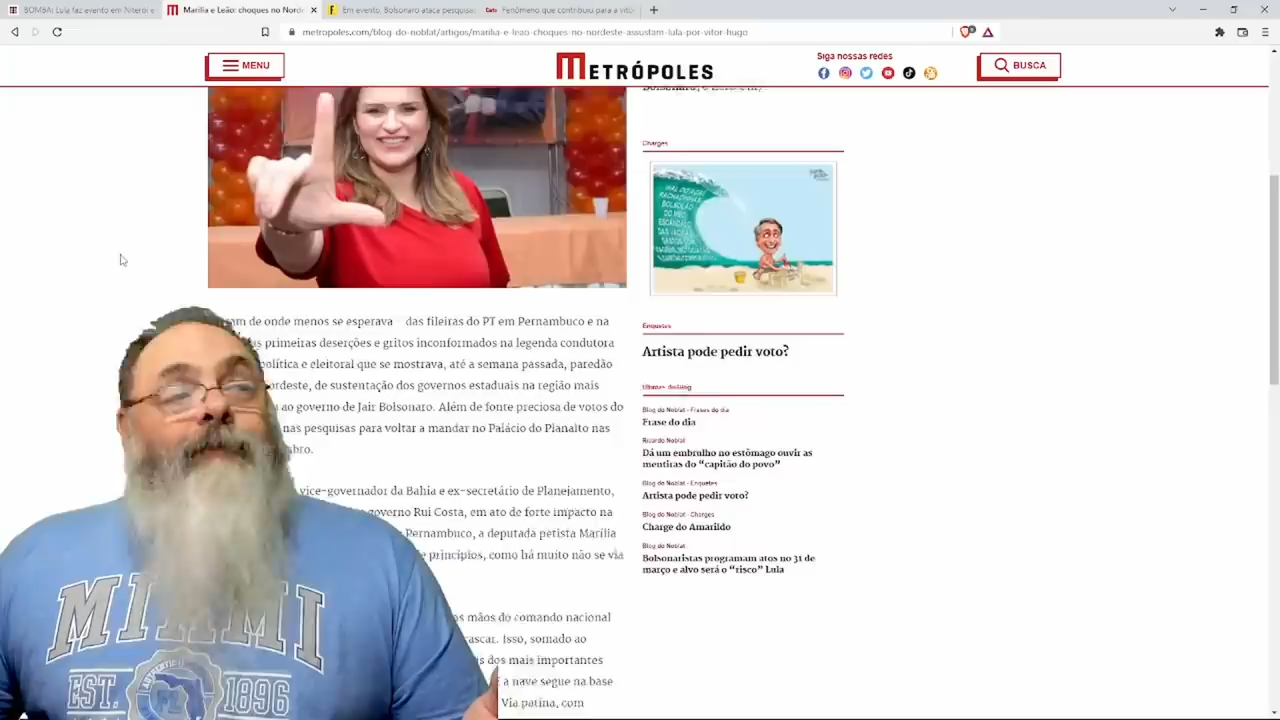 BOMBA: Lula faz evento em Niterói e
Marília e Leão: choques no Nordes
Em evento, Bolsonaro ataca pesquisas
Fenômeno que contribuiu para a vitó
metropoles.com/blog-do-noblat/artigos/marilia-e-leao-choques-no-nordeste-assustam-lula-por-vitor-hugo
MENU
METRÓPOLES
Siga nossas redes
BUSCA
Charges
Enquetes
Artista pode pedir voto?
Últimas do blog
Blog do Noblat - Frases do dia
Frase do dia
Ricardo Noblat
Dá um embrulho no estômago ouvir as
mentiras do “capitão do povo”
Blog do Noblat - Enquetes
Artista pode pedir voto?
Blog do Noblat - Charges
Charge do Amarildo
Blog do Noblat
Bolsonaristas programam atos no 31 de
março e alvo será o “risco” Lula
de onde menos se esperava das fileiras do PT em Pernambuco e na
primeiras deserções e gritos inconformados na legenda condutora
política e eleitoral que se mostrava, até a semana passada, paredão
ordeste, de sustentação dos governos estaduais na região mais
ao governo de Jair Bolsonaro. Além de fonte preciosa de votos do
nas pesquisas para voltar a mandar no Palácio do Planalto nas
bro.
vice-governador da Bahia e ex-secretário de Planejamento,
governo Rui Costa, em ato de forte impacto na
Pernambuco, a deputada petista Marília
e princípios, como há muito não se via
as mãos do comando nacional
ascar. Isso, somado ao
s dos mais importantes
a nave segue na base
Via patina, com
MIAMI
EST. 1896